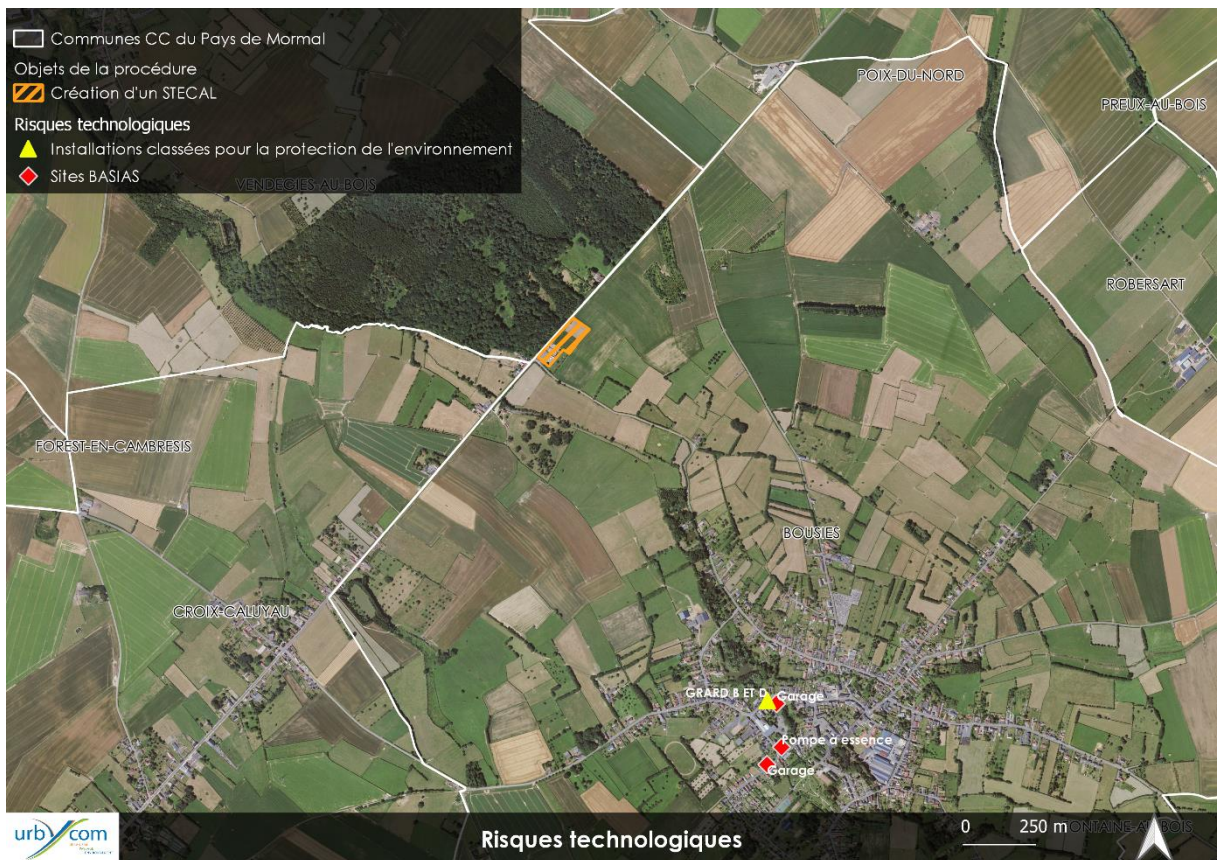 Communes CC du Pays de Mormal
Objets de la procédure
Création d'un STECAL
Risques technologiques
Installations classées pour la protection de l'environnement
Sites BASIAS
VENDEGIES-AU-BOIS
POIX-DU-NORD
PREUX-AU-BOIS
ROBERSART
FOREST-EN-CAMBRESIS
BOUSIES
CROIX-CALUYAU
GRARD B ET D
Garage
Pompe à essence
Garage
urbycom
Risques technologiques
0 250 m
ONTAINE-AU-BOIS